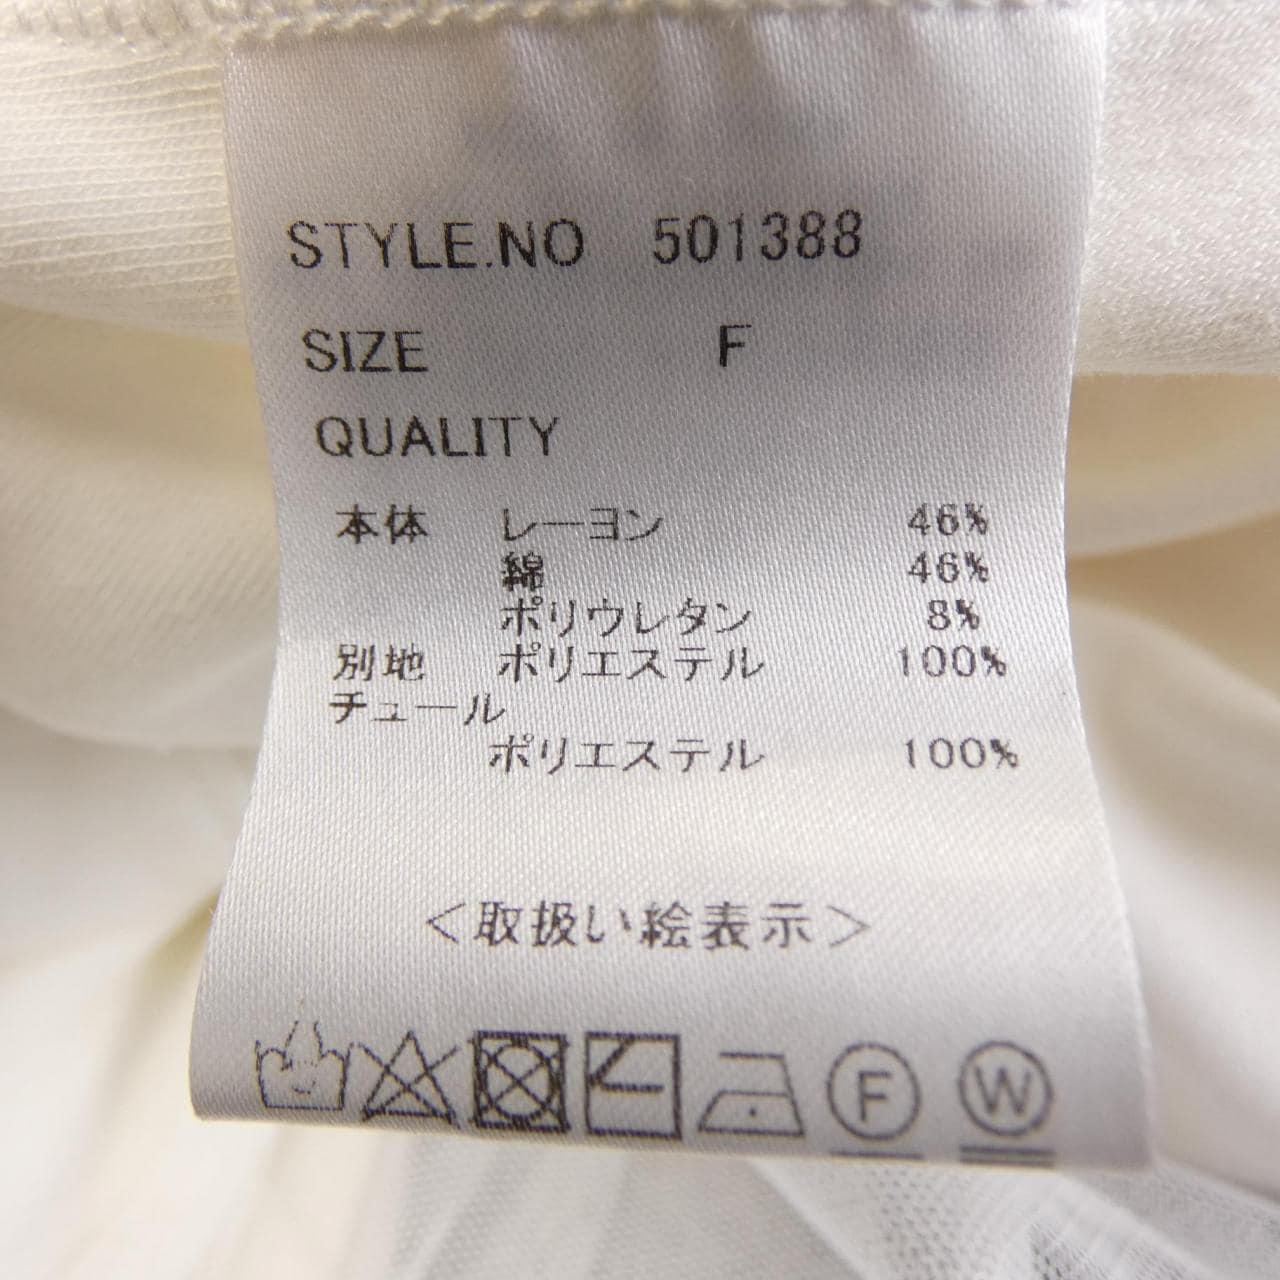 STYLE.NO 501388
SIZE F
QUALITY
本体 レーヨン 46%
綿 46%
ポリウレタン 8%
別地 ポリエステル 100%
チュール
ポリエステル 100%
＜取扱い絵表示＞
F W